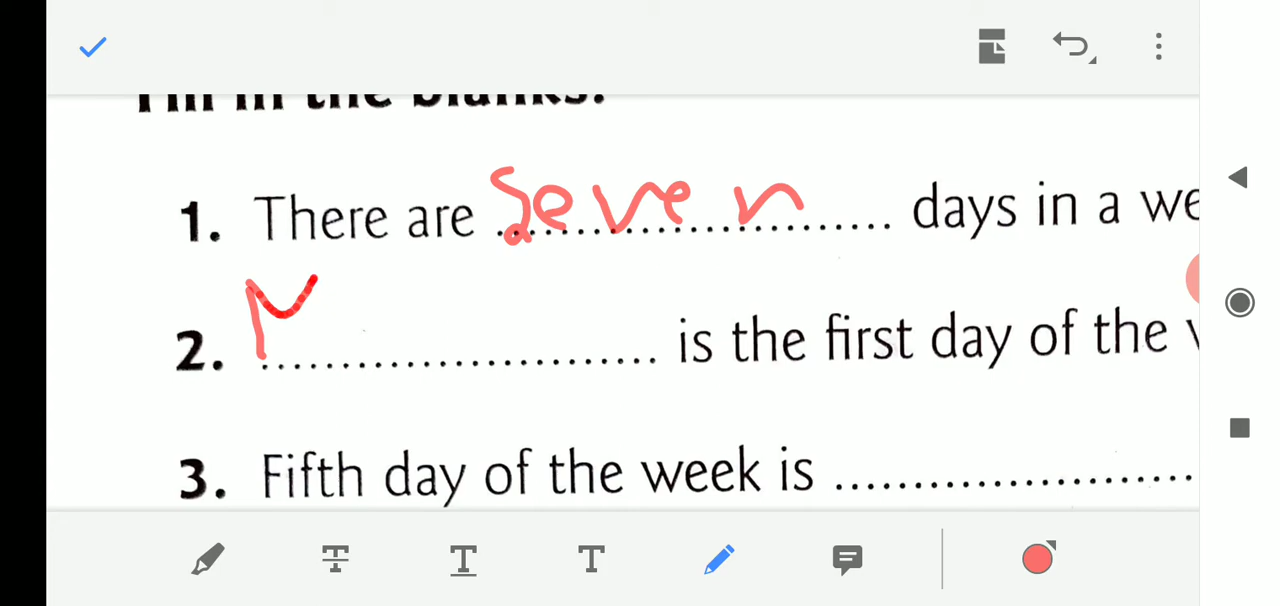 Fill in the blanks.
1. There are seven days in a we
2. M is the first day of the
3. Fifth day of the week is